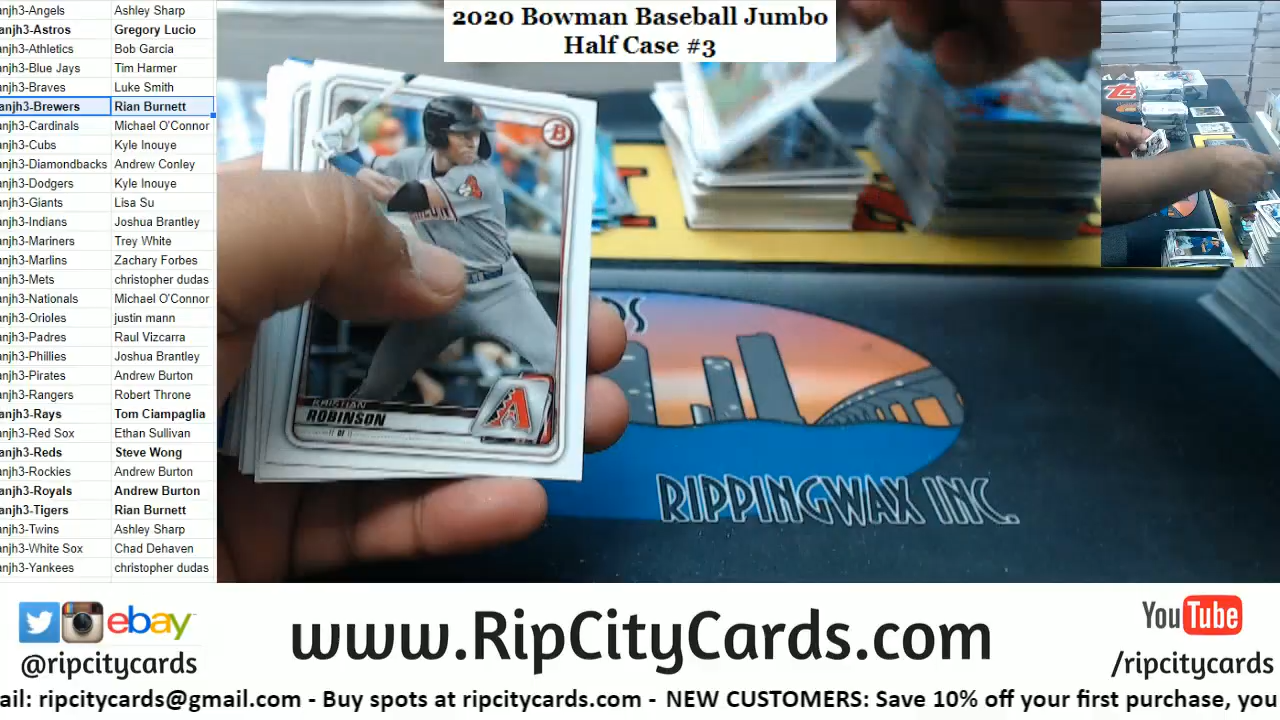 2020 Bowman Baseball Jumbo
Half Case #3
anjh3-Angels Ashley Sharp
anjh3-Astros Gregory Lucio
anjh3-Athletics Bob Garcia
anjh3-Blue Jays Tim Harmer
anjh3-Braves Luke Smith
anjh3-Brewers Rian Burnett
anjh3-Cardinals Michael O'Connor
anjh3-Cubs Kyle Inouye
anjh3-Diamondbacks Andrew Conley
anjh3-Dodgers Kyle Inouye
anjh3-Giants Lisa Su
anjh3-Indians Joshua Brantley
anjh3-Mariners Trey White
anjh3-Marlins Zachary Forbes
anjh3-Mets christopher dudas
anjh3-Nationals Michael O'Connor
anjh3-Orioles justin mann
anjh3-Padres Raul Vizcarra
anjh3-Phillies Joshua Brantley
anjh3-Pirates Andrew Burton
anjh3-Rangers Robert Throne
anjh3-Rays Tom Ciampaglia
anjh3-Red Sox Ethan Sullivan
anjh3-Reds Steve Wong
anjh3-Rockies Andrew Burton
anjh3-Royals Andrew Burton
anjh3-Tigers Rian Burnett
anjh3-Twins Ashley Sharp
anjh3-White Sox Chad Dehaven
anjh3-Yankees christopher dudas
B
KRISTIAN
ROBINSON
OF
A
DS
RIPPINGWAX INC.
ebay
@ripcitycards
www.RipCityCards.com
YouTube
/ripcitycards
ail: ripcitycards@gmail.com - Buy spots at ripcitycards.com - NEW CUSTOMERS: Save 10% off your first purchase, you